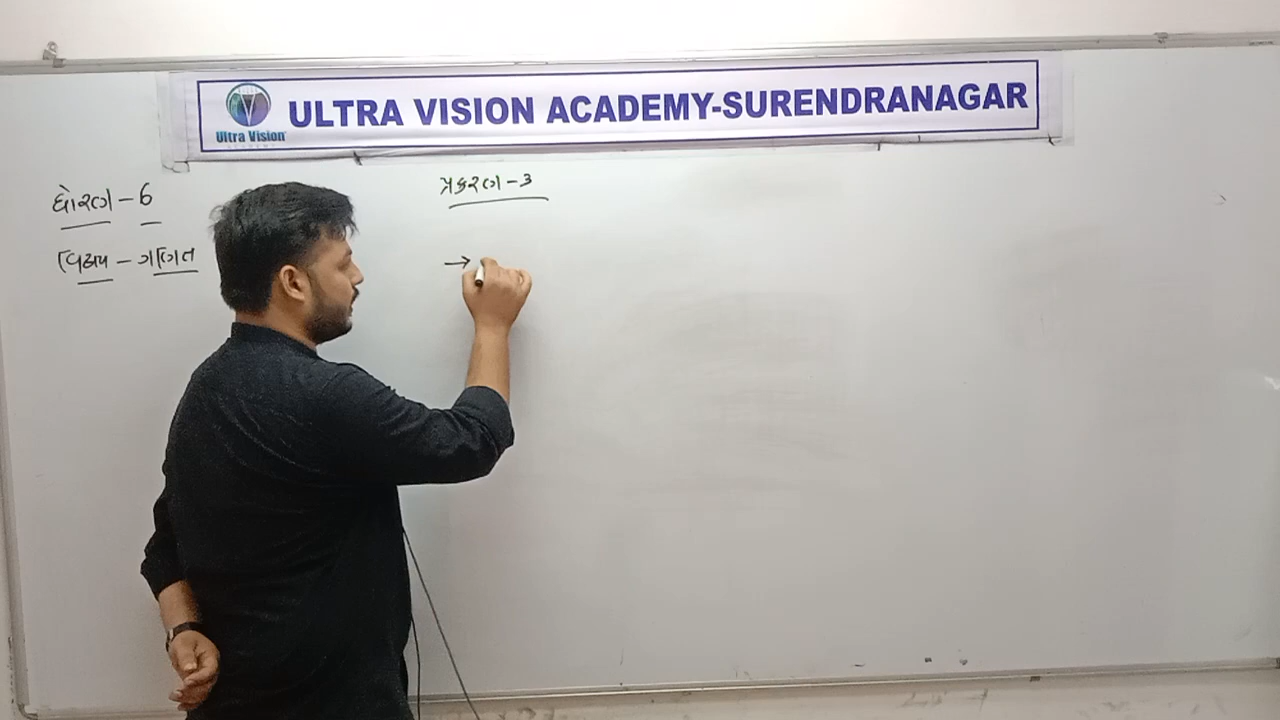 ULTRA VISION ACADEMY-SURENDRANAGAR
Ultra Vision
ધોરણ - 6
પ્રકરણ - 3
વિષય - ગણિત
→